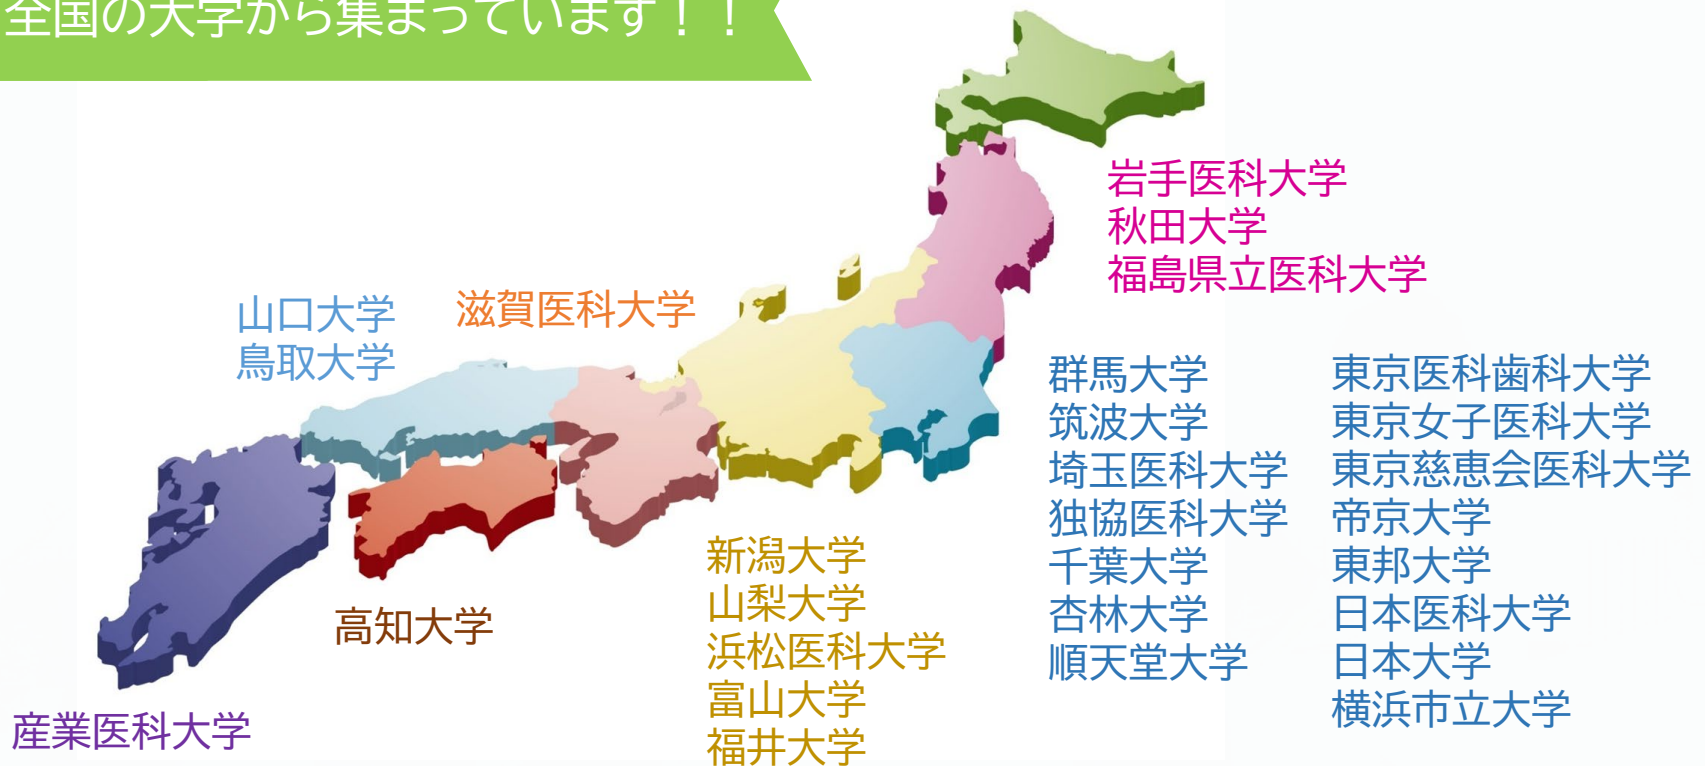 全国の大学から集まっています！！
岩手医科大学
秋田大学
福島県立医科大学
山口大学
鳥取大学
滋賀医科大学
群馬大学
筑波大学
埼玉医科大学
独協医科大学
千葉大学
杏林大学
順天堂大学
東京医科歯科大学
東京女子医科大学
東京慈恵会医科大学
帝京大学
東邦大学
日本医科大学
日本大学
横浜市立大学
新潟大学
山梨大学
浜松医科大学
富山大学
福井大学
高知大学
産業医科大学